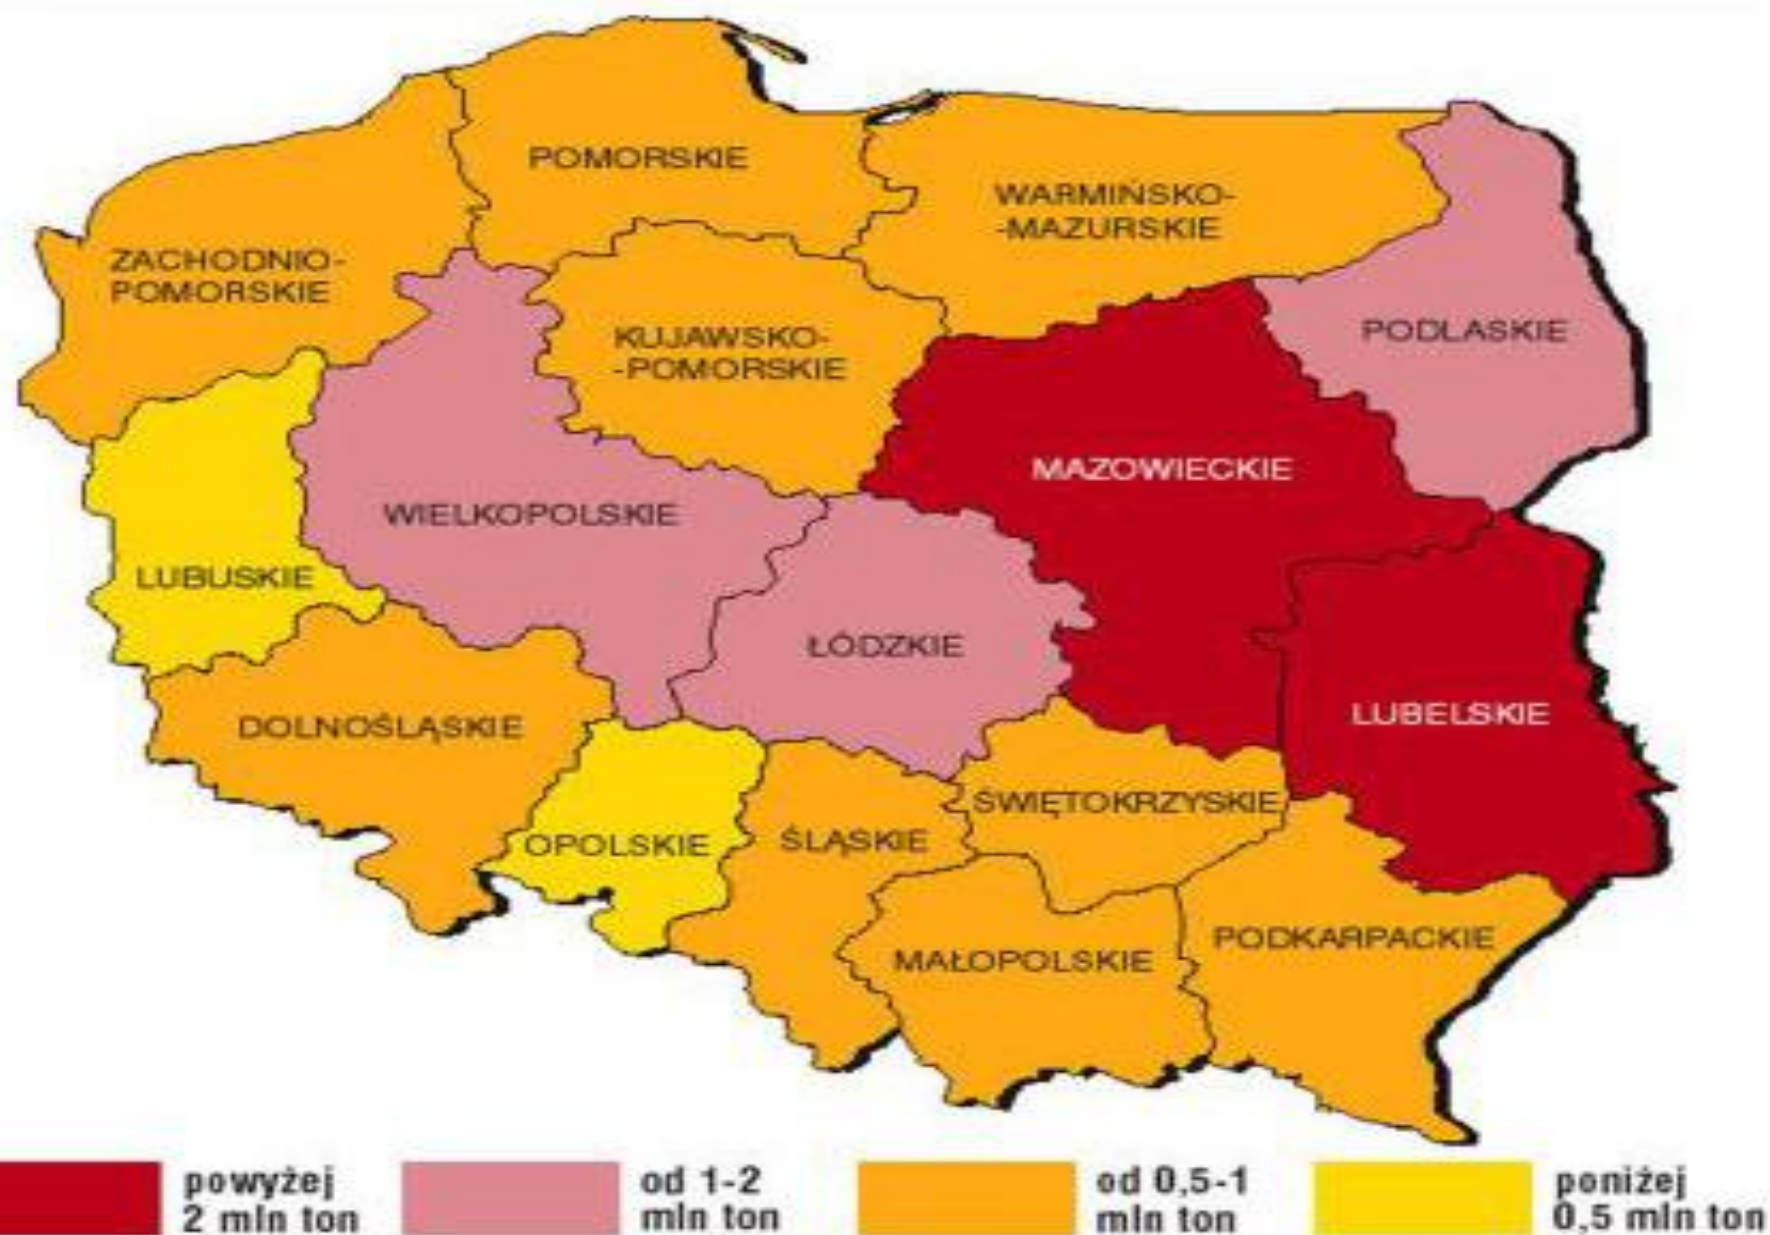 POMORSKIE
WARMIŃSKO-
-MAZURSKIE
ZACHODNIO-
POMORSKIE
KUJAWSKO-
-POMORSKIE
PODLASKIE
MAZOWIECKIE
WIELKOPOLSKIE
LUBUSKIE
ŁÓDZKIE
LUBELSKIE
DOLNOŚLĄSKIE
ŚWIĘTOKRZYSKIE
OPOLSKIE
ŚLĄSKIE
PODKARPACKIE
MAŁOPOLSKIE
powyżej
2 mln ton
od 1-2
mln ton
od 0,5-1
mln ton
poniżej
0,5 mln ton